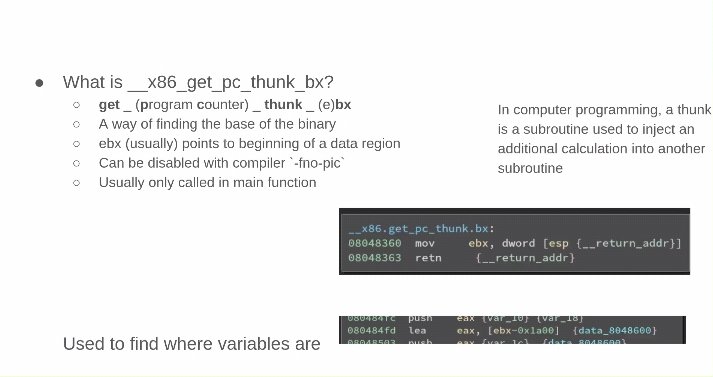 ● What is __x86_get_pc_thunk_bx?
○ get _ (program counter) _ thunk _ (e)bx
○ A way of finding the base of the binary
○ ebx (usually) points to beginning of a data region
○ Can be disabled with compiler `-fno-pic`
○ Usually only called in main function
In computer programming, a thunk
is a subroutine used to inject an
additional calculation into another
subroutine
__x86.get_pc_thunk.bx:
08048360 mov ebx, dword [esp {__return_addr}]
08048363 retn {__return_addr}
080484fc push eax {var_10} {var_18}
080484fd lea eax, [ebx-0x1a00] {data_8048600}
08048503 push eax {var_1c} {data_8048600}
Used to find where variables are